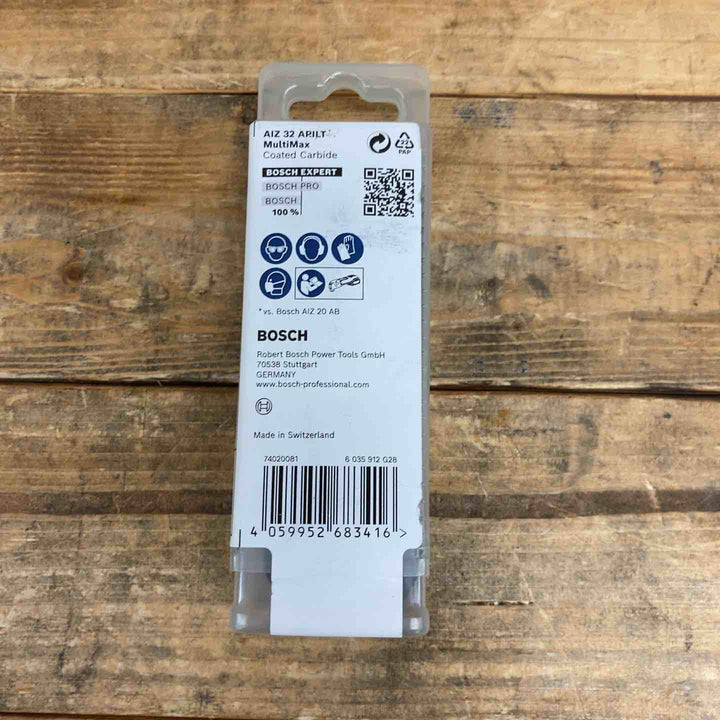 AIZ 32 APILT
MultiMax
Coated Carbide
BOSCH EXPERT
BOSCH PRO
BOSCH
100 %
22
PAP
*vs. Bosch AIZ 20 AB
BOSCH
Robert Bosch Power Tools GmbH
70538 Stuttgart
GERMANY
www.bosch-professional.com
Made in Switzerland
74020081 6 035 912 G28
4 059952 683416 >